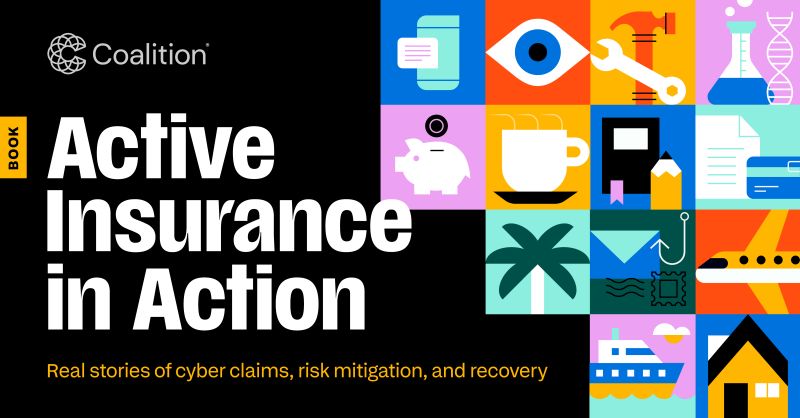 Coalition®
BOOK
Active
Insurance
in Action
Real stories of cyber claims, risk mitigation, and recovery